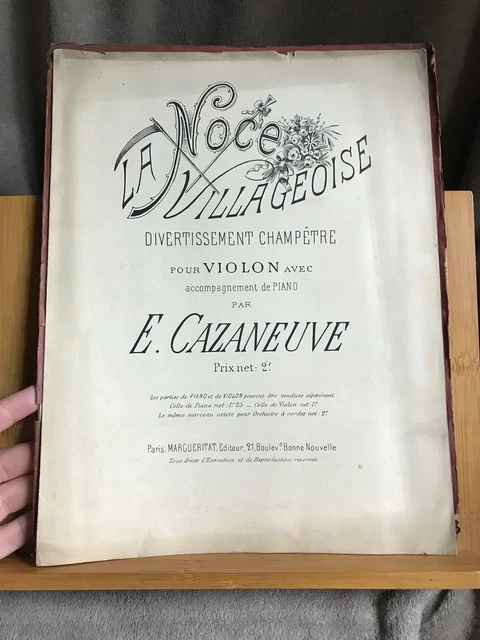 LA Noce
VILLAGEOISE
DIVERTISSEMENT CHAMPÊTRE
POUR VIOLON AVEC
accompagnement de PIANO
PAR
E. CAZANEUVE
Prix net: 2f
Les parties de PIANO et de VIOLON peuvent être vendues séparément
Celle de Piano net: 1f 25 — Celle de Violon net: 1f
Le même morceau existe pour Orchestre à cordes net: 2f
Paris. MARGUERITAT, Editeur, 21, Boulevd Bonne Nouvelle
Tous droits d'Exécution et de Reproduction réservés.